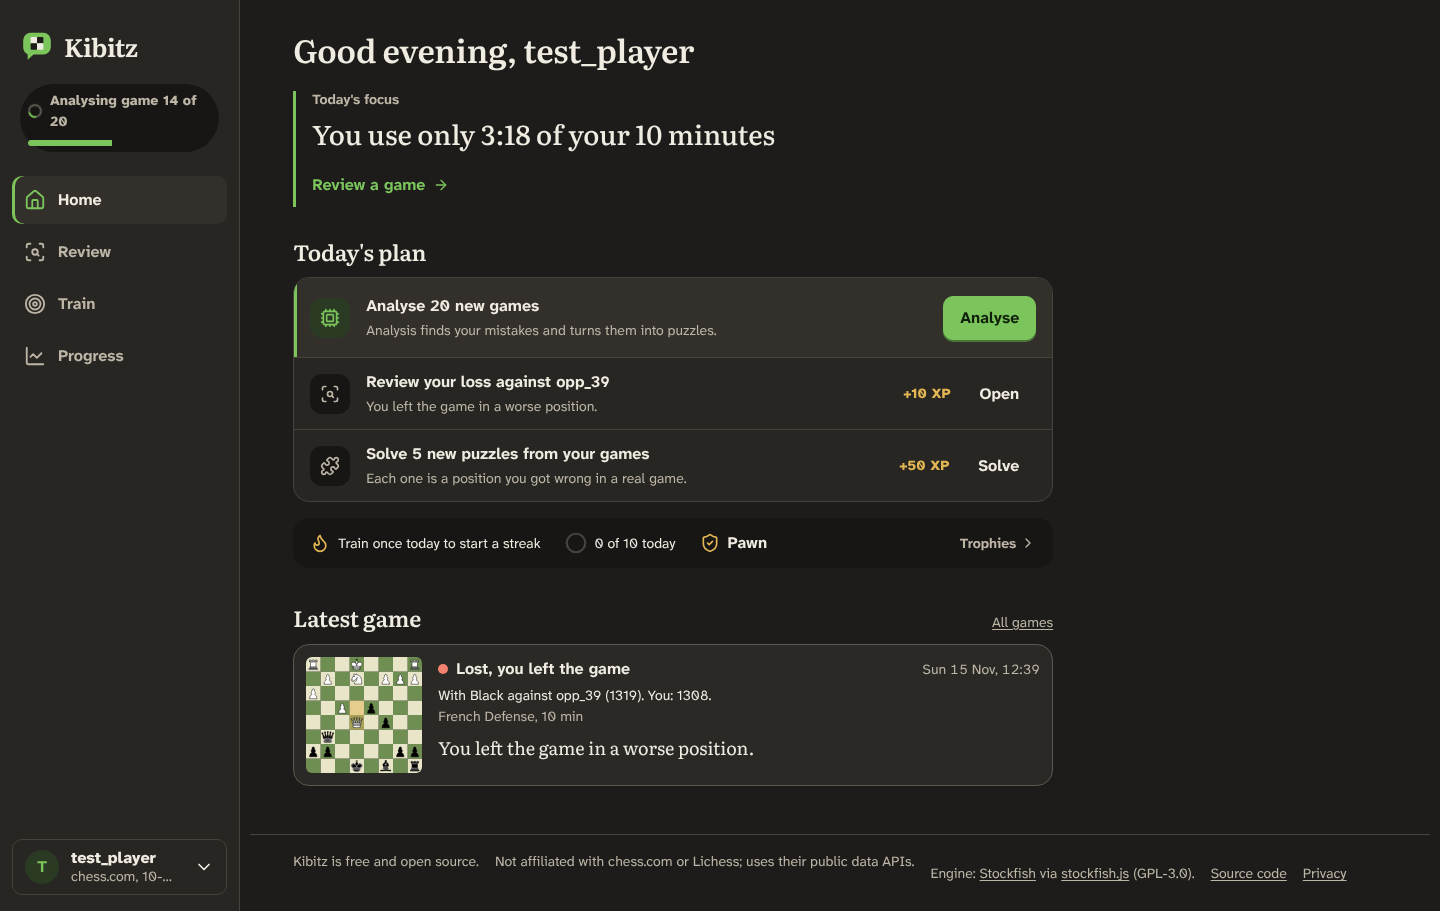 Kibitz
Analysing game 14 of
20
Home
Review
Train
Progress
T
test_player
chess.com, 10-...
Good evening, test_player
Today's focus
You use only 3:18 of your 10 minutes
Review a game
Today's plan
Analyse 20 new games
Analysis finds your mistakes and turns them into puzzles.
Analyse
Review your loss against opp_39
You left the game in a worse position.
+10 XP
Open
Solve 5 new puzzles from your games
Each one is a position you got wrong in a real game.
+50 XP
Solve
Train once today to start a streak
0 of 10 today
Pawn
Trophies
Latest game
All games
Lost, you left the game
Sun 15 Nov, 12:39
With Black against opp_39 (1319). You: 1308.
French Defense, 10 min
You left the game in a worse position.
Kibitz is free and open source.
Not affiliated with chess.com or Lichess; uses their public data APIs.
Engine: Stockfish via stockfish.js (GPL-3.0).
Source code
Privacy